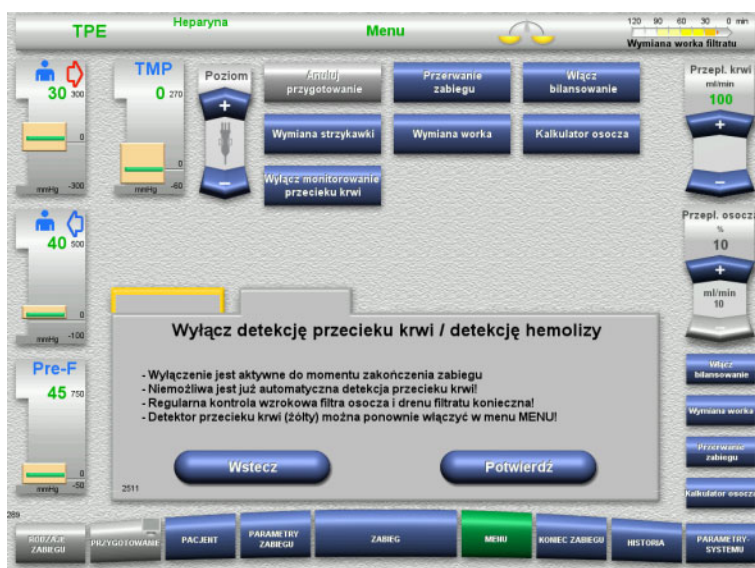 TPE
Heparyna
Menu
120 90 60 30 0 min
Wymiana worka filtratu
30 300
0
mmHg -300
TMP
0 270
0
mmHg -60
Poziom
+
−
Anuluj
przygotowanie
Przerwanie
zabiegu
Włącz
bilansowanie
Wymiana strzykawki
Wymiana worka
Kalkulator osocza
Wyłącz monitorowanie
przecieku krwi
Przepł. krwi
ml/min
100
+
−
40 500
0
mmHg -100
Przepł. osocza
%
10
+
ml/min
10
−
Pre-F
45 750
0
mmHg -50
Wyłącz detekcję przecieku krwi / detekcję hemolizy
- Wyłączenie jest aktywne do momentu zakończenia zabiegu
- Niemożliwa jest już automatyczna detekcja przecieku krwi!
- Regularna kontrola wzrokowa filtra osocza i drenu filtratu konieczna!
- Detektor przecieku krwi (żółty) można ponownie włączyć w menu MENU!
Wstecz
Potwierdź
2511
Włącz
bilansowanie
Wymiana worka
Przerwanie
zabiegu
Kalkulator osocza
269
RODZAJE
ZABIEGU
PRZYGOTOWANIE
PACJENT
PARAMETRY
ZABIEGU
ZABIEG
MENU
KONIEC ZABIEGU
HISTORIA
PARAMETRY-
SYSTEMU